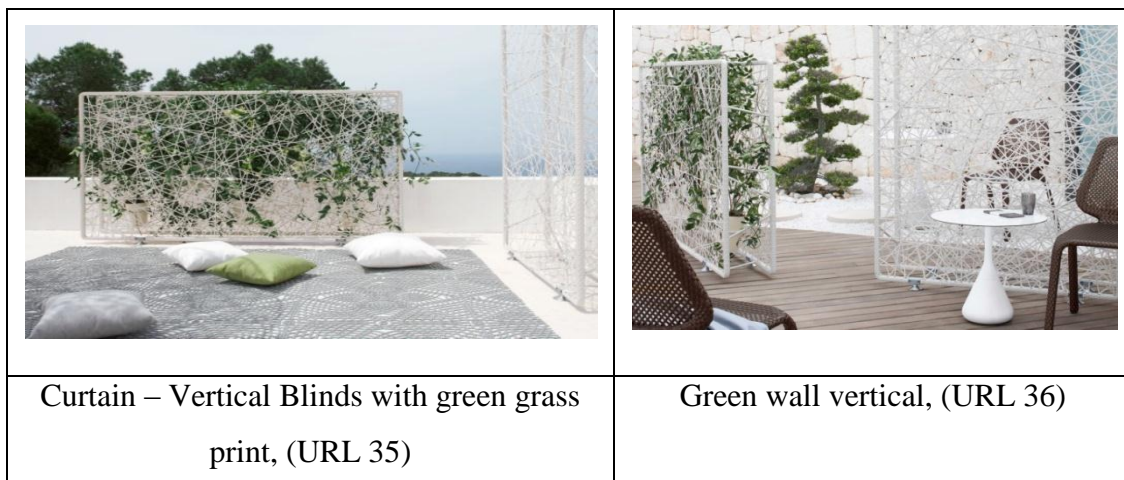 Curtain – Vertical Blinds with green grass
print, (URL 35)
Green wall vertical, (URL 36)